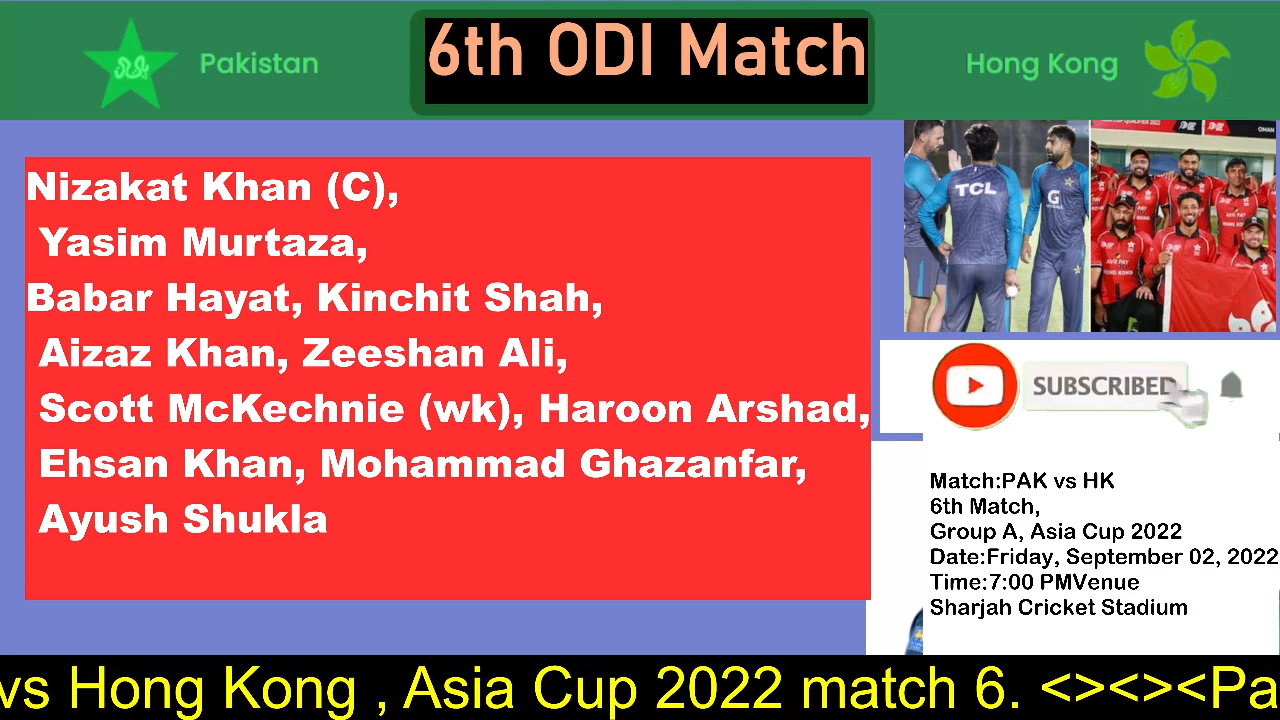 Pakistan
6th ODI Match
Hong Kong
Nizakat Khan (C),
Yasim Murtaza,
Babar Hayat, Kinchit Shah,
Aizaz Khan, Zeeshan Ali,
Scott McKechnie (wk), Haroon Arshad,
Ehsan Khan, Mohammad Ghazanfar,
Ayush Shukla
TCL
G
OMAN
SUBSCRIBED
Match:PAK vs HK
6th Match,
Group A, Asia Cup 2022
Date:Friday, September 02, 2022
Time:7:00 PMVenue
Sharjah Cricket Stadium
vs Hong Kong , Asia Cup 2022 match 6. <><><Pa